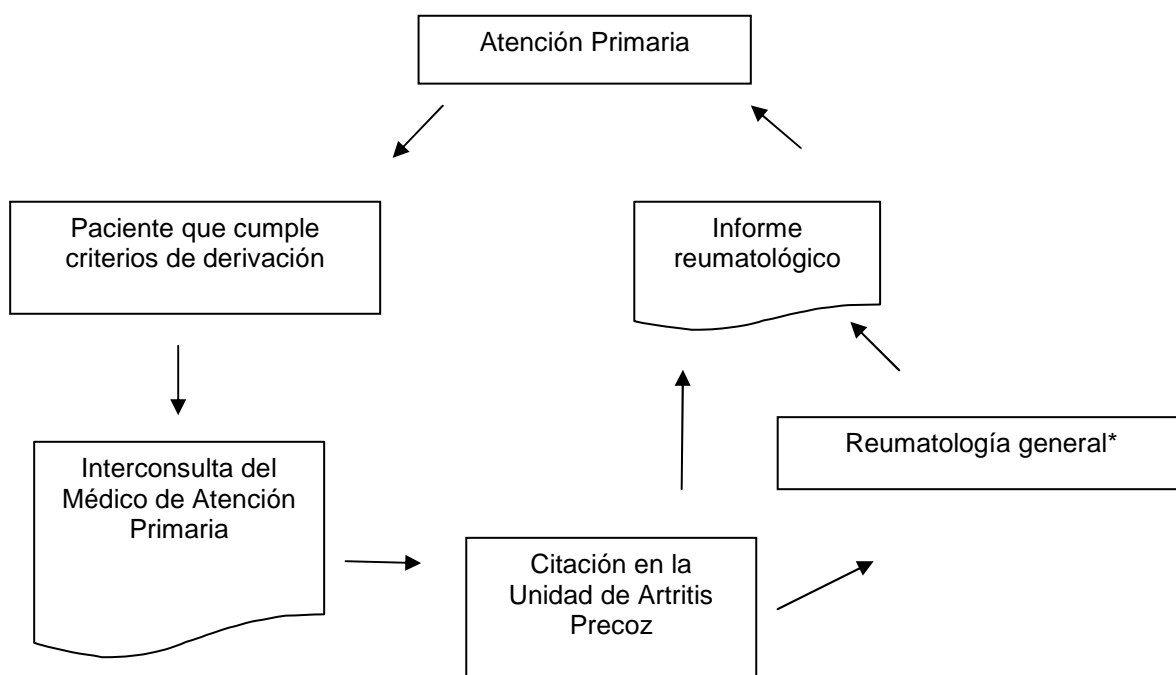 Atención Primaria
Paciente que cumple
criterios de derivación
Informe
reumatológico
Reumatología general*
Interconsulta del
Médico de Atención
Primaria
Citación en la
Unidad de Artritis
Precoz